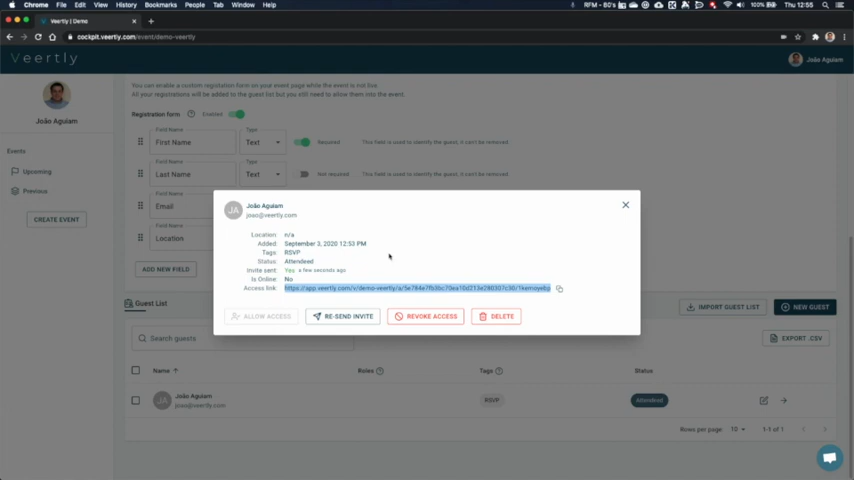 Chrome File Edit View History Bookmarks People Tab Window Help
RFM - 80's
100%
Thu 12:55
Veertly | Demo
cockpit.veertly.com/event/demo-veertly
Veertly
João Aguiam
João Aguiam
Events
Upcoming
Previous
CREATE EVENT
You can enable a custom registration form on your event page while the event is not live.
All your registrations will be added to the guest list but you still need to allow them into the event.
Registration form
Enabled
Field Name
First Name
Type
Text
Required
This field is used to identify the guest, it can't be removed.
Field Name
Last Name
Type
Text
Not required
This field is used to identify the guest, it can't be removed.
Field Name
Email
Field Name
Location
ADD NEW FIELD
JA
João Aguiam
joao@veertly.com
Location: n/a
Added: September 3, 2020 12:53 PM
Tags: RSVP
Status: Attendeed
Invite sent: Yes a few seconds ago
Is Online: No
Access link:
ALLOW ACCESS
RE-SEND INVITE
REVOKE ACCESS
DELETE
Guest List
IMPORT GUEST LIST
NEW GUEST
Search guests
EXPORT .CSV
Name
Roles
Tags
Status
JA
João Aguiam
joao@veertly.com
RSVP
Attendeed
Rows per page: 10
1-1 of 1